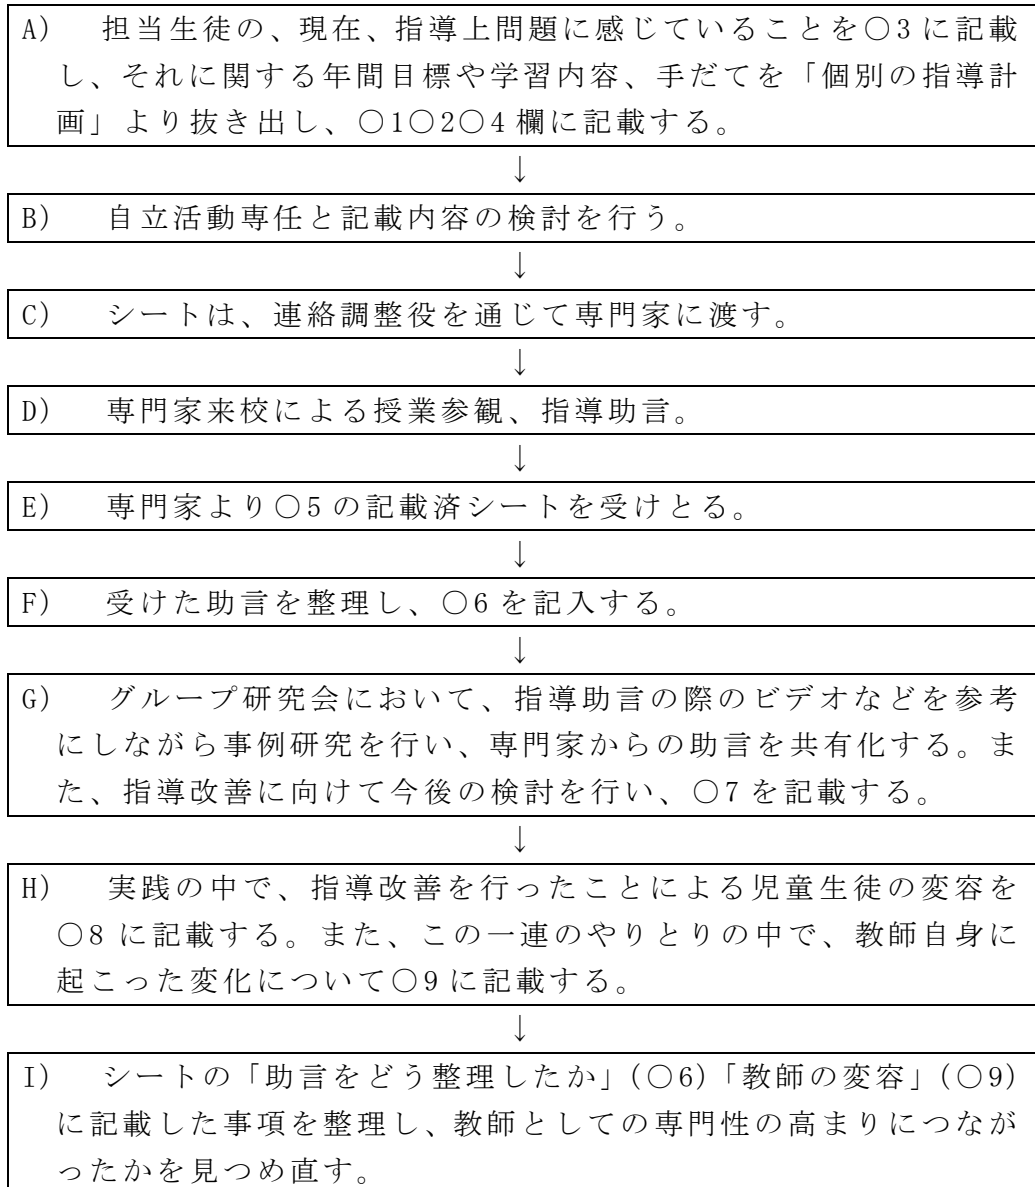 A) 担当生徒の、現在、指導上問題に感じていることを○3に記載
し、それに関する年間目標や学習内容、手だてを「個別の指導計
画」より抜き出し、○1○2○4欄に記載する。
↓
B) 自立活動専任と記載内容の検討を行う。
↓
C) シートは、連絡調整役を通じて専門家に渡す。
↓
D) 専門家来校による授業参観、指導助言。
↓
E) 専門家より○5の記載済シートを受けとる。
↓
F) 受けた助言を整理し、○6を記入する。
↓
G) グループ研究会において、指導助言の際のビデオなどを参考
にしながら事例研究を行い、専門家からの助言を共有化する。ま
た、指導改善に向けて今後の検討を行い、○7を記載する。
↓
H) 実践の中で、指導改善を行ったことによる児童生徒の変容を
○8に記載する。また、この一連のやりとりの中で、教師自身に
起こった変化について○9に記載する。
↓
I) シートの「助言をどう整理したか」(○6)「教師の変容」(○9)
に記載した事項を整理し、教師としての専門性の高まりにつなが
ったかを見つめ直す。